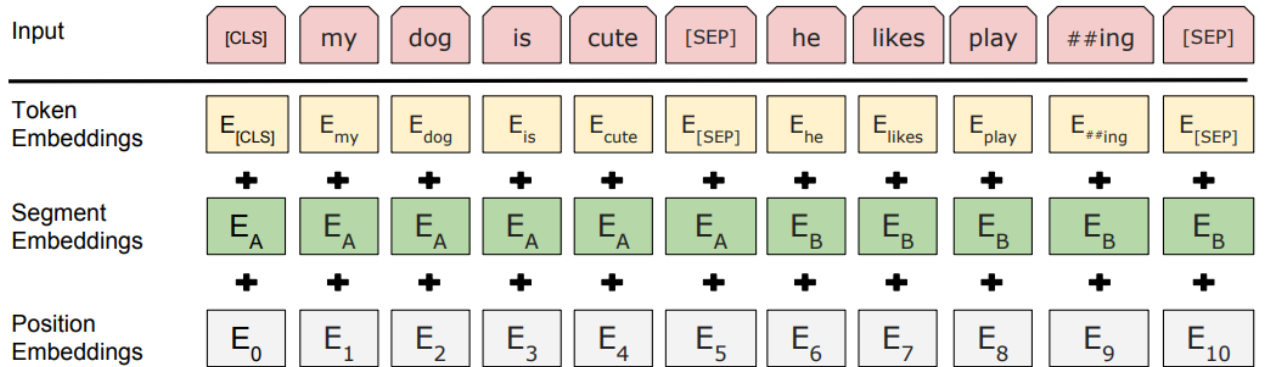 Input [CLS] my dog is cute [SEP] he likes play ##ing [SEP]
Token Embeddings E[CLS] Emy Edog Eis Ecute E[SEP] Ehe Elikes Eplay E##ing E[SEP]
+ + + + + + + + + + +
Segment Embeddings EA EA EA EA EA EA EB EB EB EB EB
+ + + + + + + + + + +
Position Embeddings E0 E1 E2 E3 E4 E5 E6 E7 E8 E9 E10